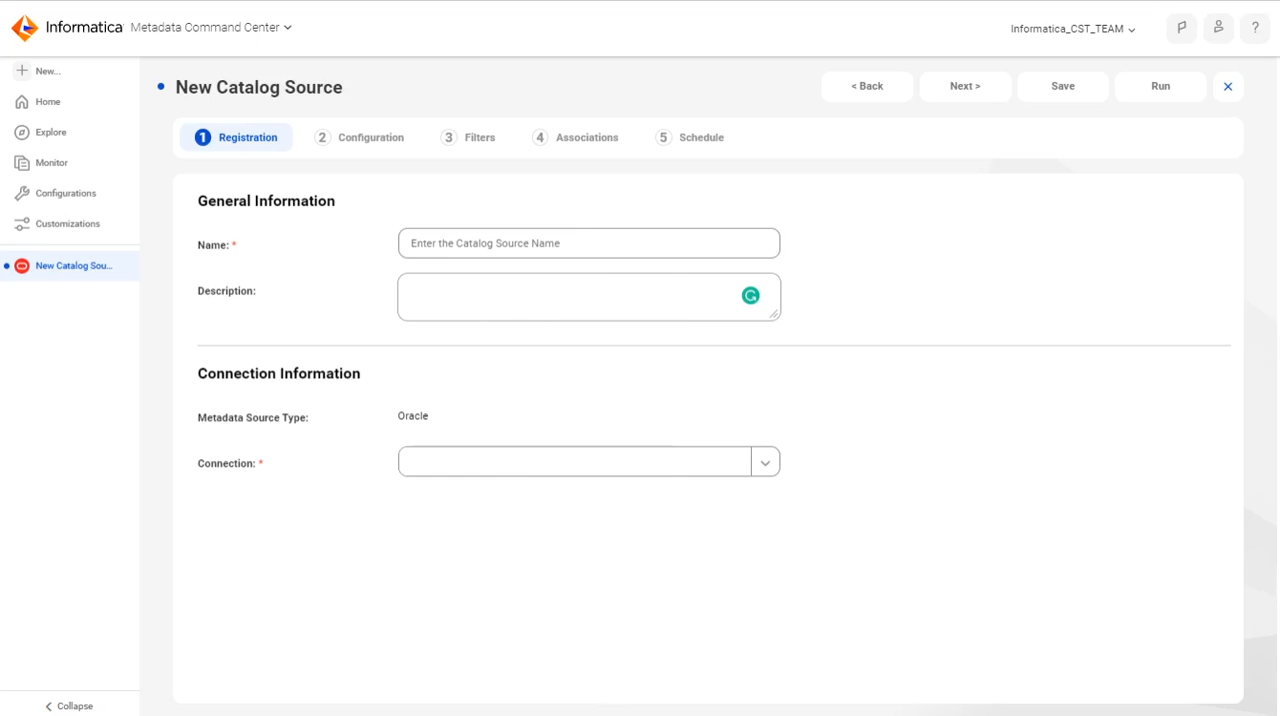 Informatica Metadata Command Center
Informatica_CST_TEAM
?
New...
Home
Explore
Monitor
Configurations
Customizations
New Catalog Sou...
Collapse
New Catalog Source
< Back
Next >
Save
Run
1 Registration
2 Configuration
3 Filters
4 Associations
5 Schedule
General Information
Name: *
Enter the Catalog Source Name
Description:
Connection Information
Metadata Source Type:
Oracle
Connection: *